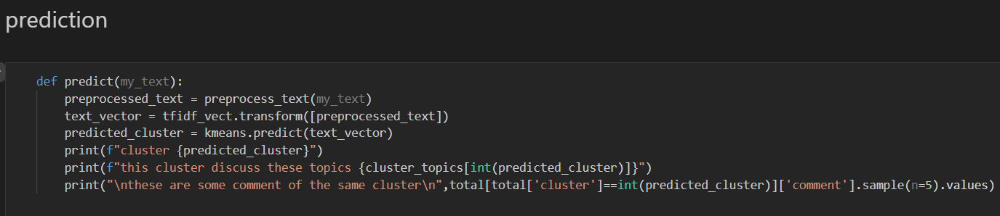 prediction
def predict(my_text):
    preprocessed_text = preprocess_text(my_text)
    text_vector = tfidf_vect.transform([preprocessed_text])
    predicted_cluster = kmeans.predict(text_vector)
    print(f"cluster {predicted_cluster}")
    print(f"this cluster discuss these topics {cluster_topics[int(predicted_cluster)]}")
    print("\nthese are some comment of the same cluster\n",total[total['cluster']==int(predicted_cluster)]['comment'].sample(n=5).values)